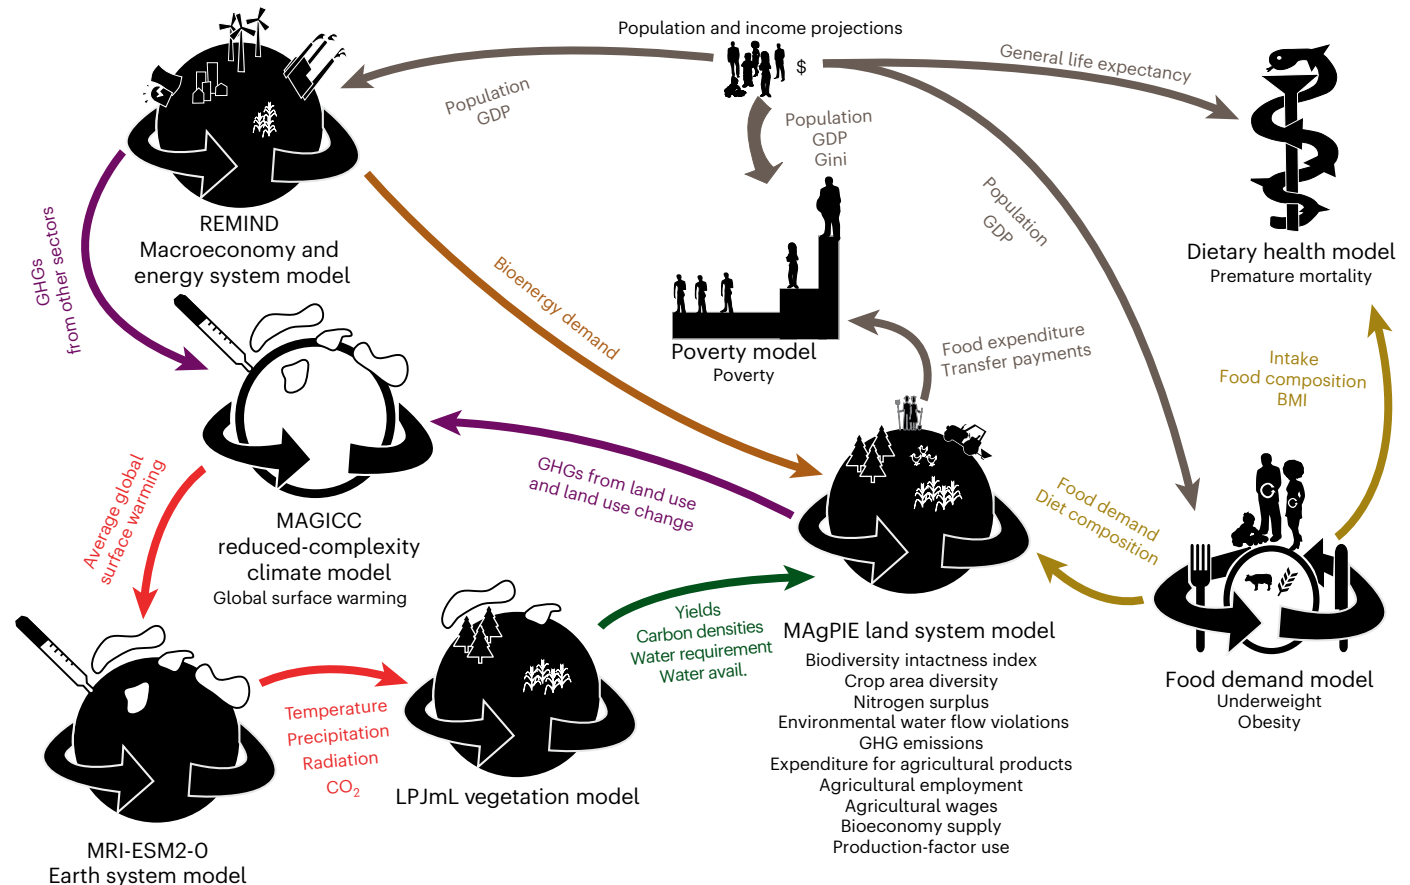 Population and income projections
$
General life expectancy
Population
GDP
Population
GDP
Gini
Population
GDP
REMIND
Macroeconomy and
energy system model
Dietary health model
Premature mortality
GHGs
from other sectors
Bioenergy demand
Poverty model
Poverty
Food expenditure
Transfer payments
Intake
Food composition
BMI
Average global
surface warming
MAGICC
reduced-complexity
climate model
Global surface warming
GHGs from land use
and land use change
Food demand
Diet composition
Yields
Carbon densities
Water requirement
Water avail.
MAgPIE land system model
Biodiversity intactness index
Crop area diversity
Nitrogen surplus
Environmental water flow violations
GHG emissions
Expenditure for agricultural products
Agricultural employment
Agricultural wages
Bioeconomy supply
Production-factor use
Food demand model
Underweight
Obesity
Temperature
Precipitation
Radiation
CO₂
LPJmL vegetation model
MRI-ESM2-0
Earth system model